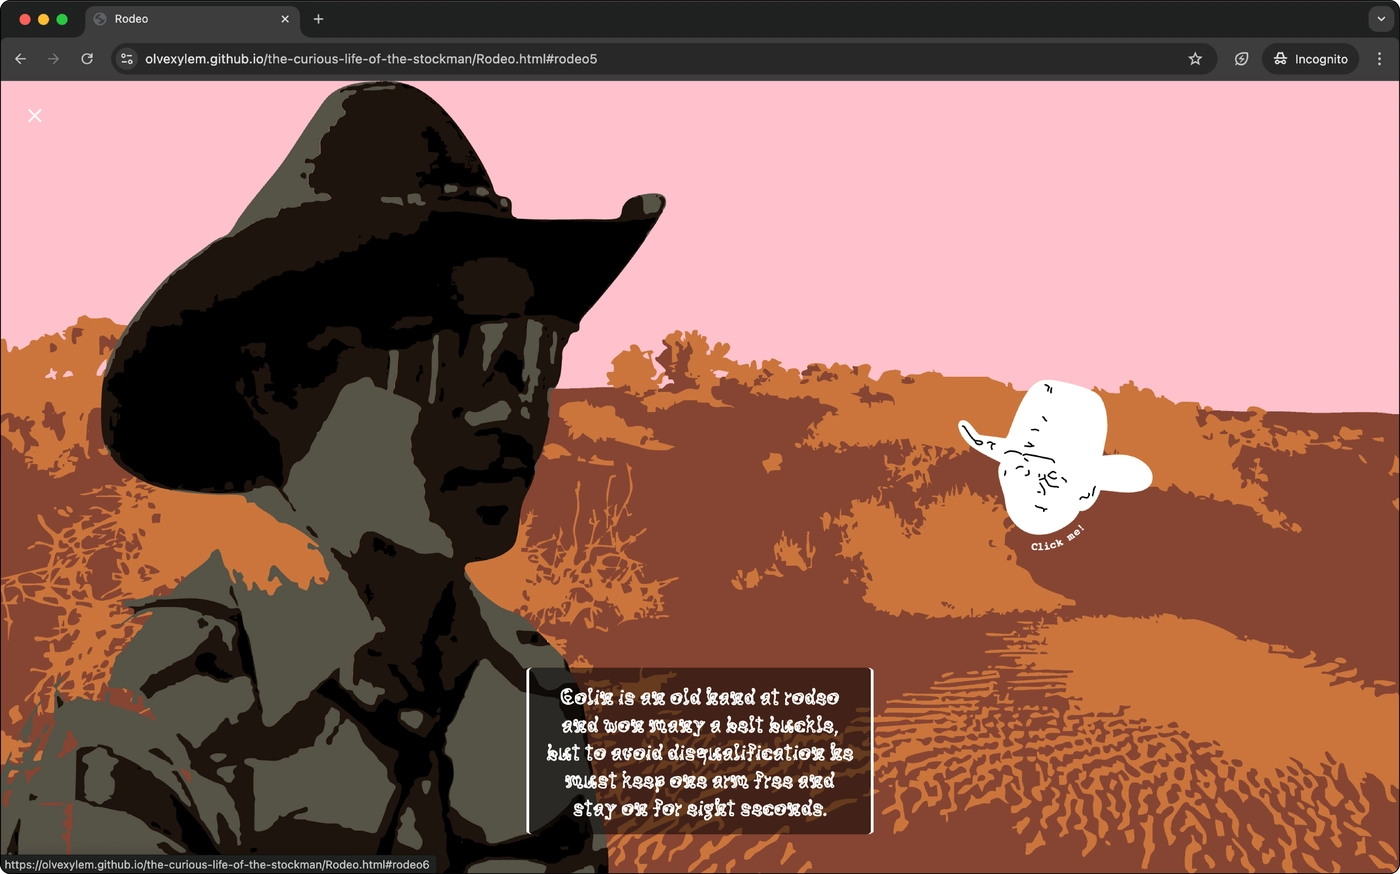 Rodeo
olvexylem.github.io/the-curious-life-of-the-stockman/Rodeo.html#rodeo5
Incognito
Click me!
Colin is an old hand at rodeo
and won many a belt buckle,
but to avoid disqualification he
must keep one arm free and
stay on for eight seconds.
https://olvexylem.github.io/the-curious-life-of-the-stockman/Rodeo.html#rodeo6